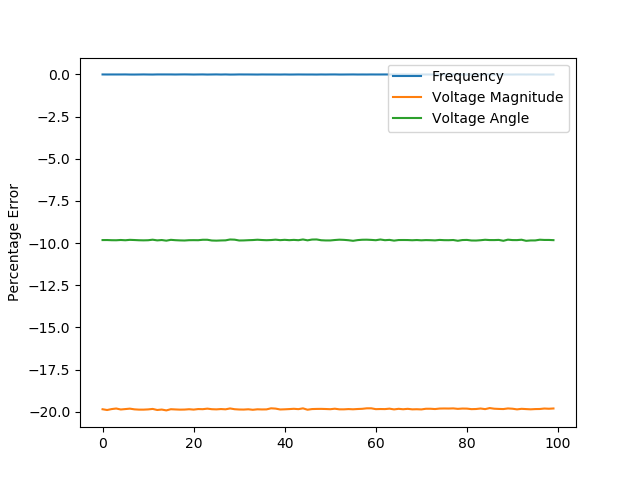 0.0
−2.5
−5.0
−7.5
−10.0
−12.5
−15.0
−17.5
−20.0
Percentage Error
Frequency
Voltage Magnitude
Voltage Angle
0 20 40 60 80 100